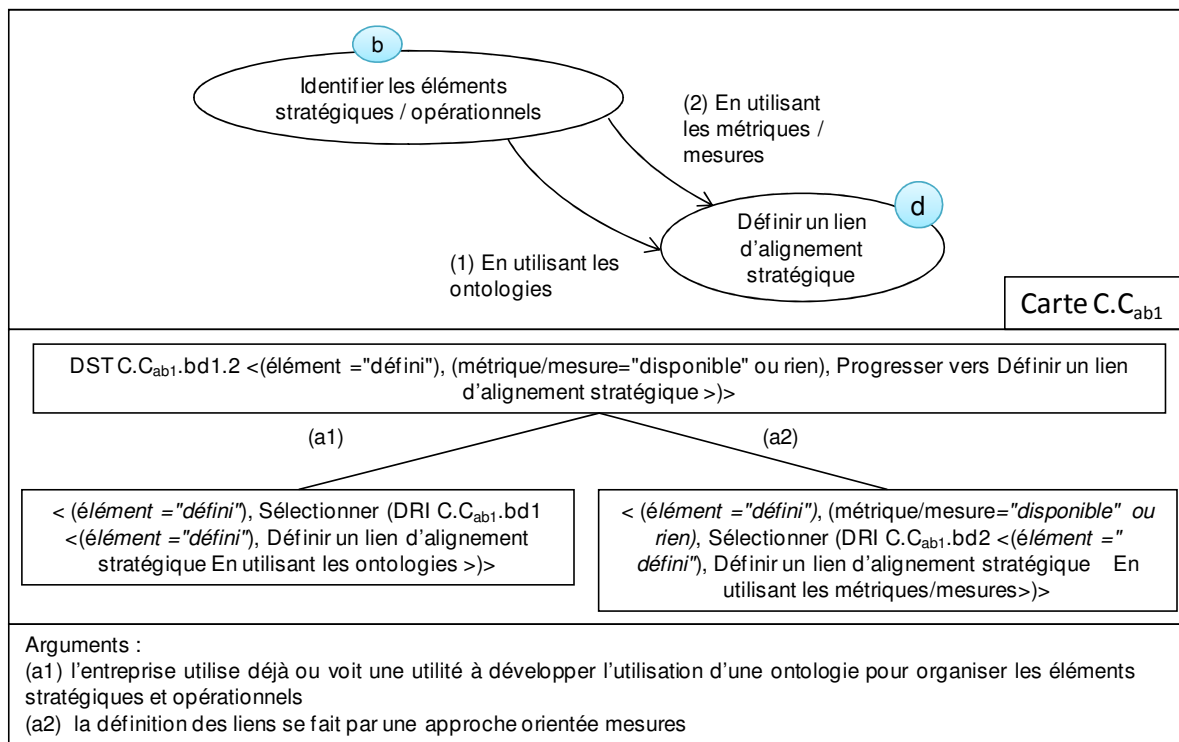 b
Identifier les éléments
stratégiques / opérationnels
(2) En utilisant
les métriques /
mesures
d
Définir un lien
d'alignement
stratégique
(1) En utilisant les
ontologies
Carte C.Cab1
DST C.Cab1.bd1.2 <(élément ="défini"), (métrique/mesure="disponible" ou rien), Progresser vers Définir un lien
d'alignement stratégique >)>
(a1)
(a2)
< (élément ="défini"), Sélectionner (DRI C.Cab1.bd1
<(élément ="défini"), Définir un lien d'alignement
stratégique En utilisant les ontologies >)>
< (élément ="défini"), (métrique/mesure="disponible" ou
rien), Sélectionner (DRI C.Cab1.bd2 <(élément ="
défini"), Définir un lien d'alignement stratégique En
utilisant les métriques/mesures>)>
Arguments :
(a1) l'entreprise utilise déjà ou voit une utilité à développer l'utilisation d'une ontologie pour organiser les éléments
stratégiques et opérationnels
(a2) la définition des liens se fait par une approche orientée mesures